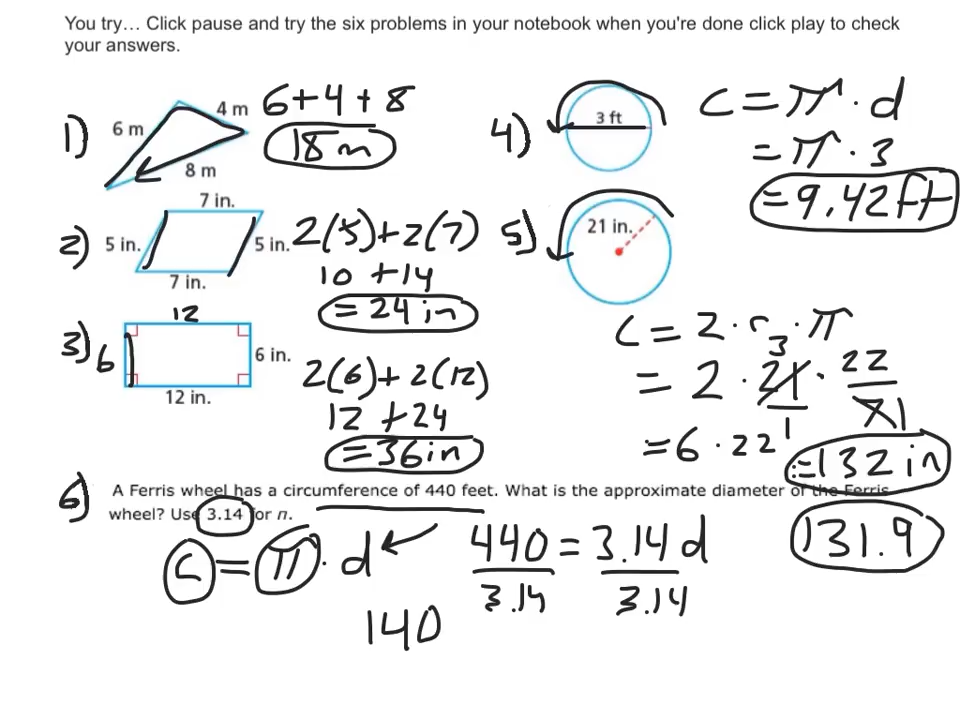 You try… Click pause and try the six problems in your notebook when you're done click play to check
your answers.
1) 6 m 4 m 8 m 6+4+8
18 m
2) 7 in. 5 in. 5 in. 7 in. 2(5)+2(7)
10 +14
= 24 in
3) 12 6 6 in. 12 in. 2(6)+2(12)
12 +24
= 36in
4) 3 ft C = π · d
= π · 3
= 9.42 ft
5) 21 in. C = 2 · r · π
= 2 · 21/1 · 22/7 3 1
= 6 · 22 = 132 in
131.9
6) A Ferris wheel has a circumference of 440 feet. What is the approximate diameter of the Ferris
wheel? Use 3.14 for π.
C = π · d 440 = 3.14 d
3.14 3.14
140